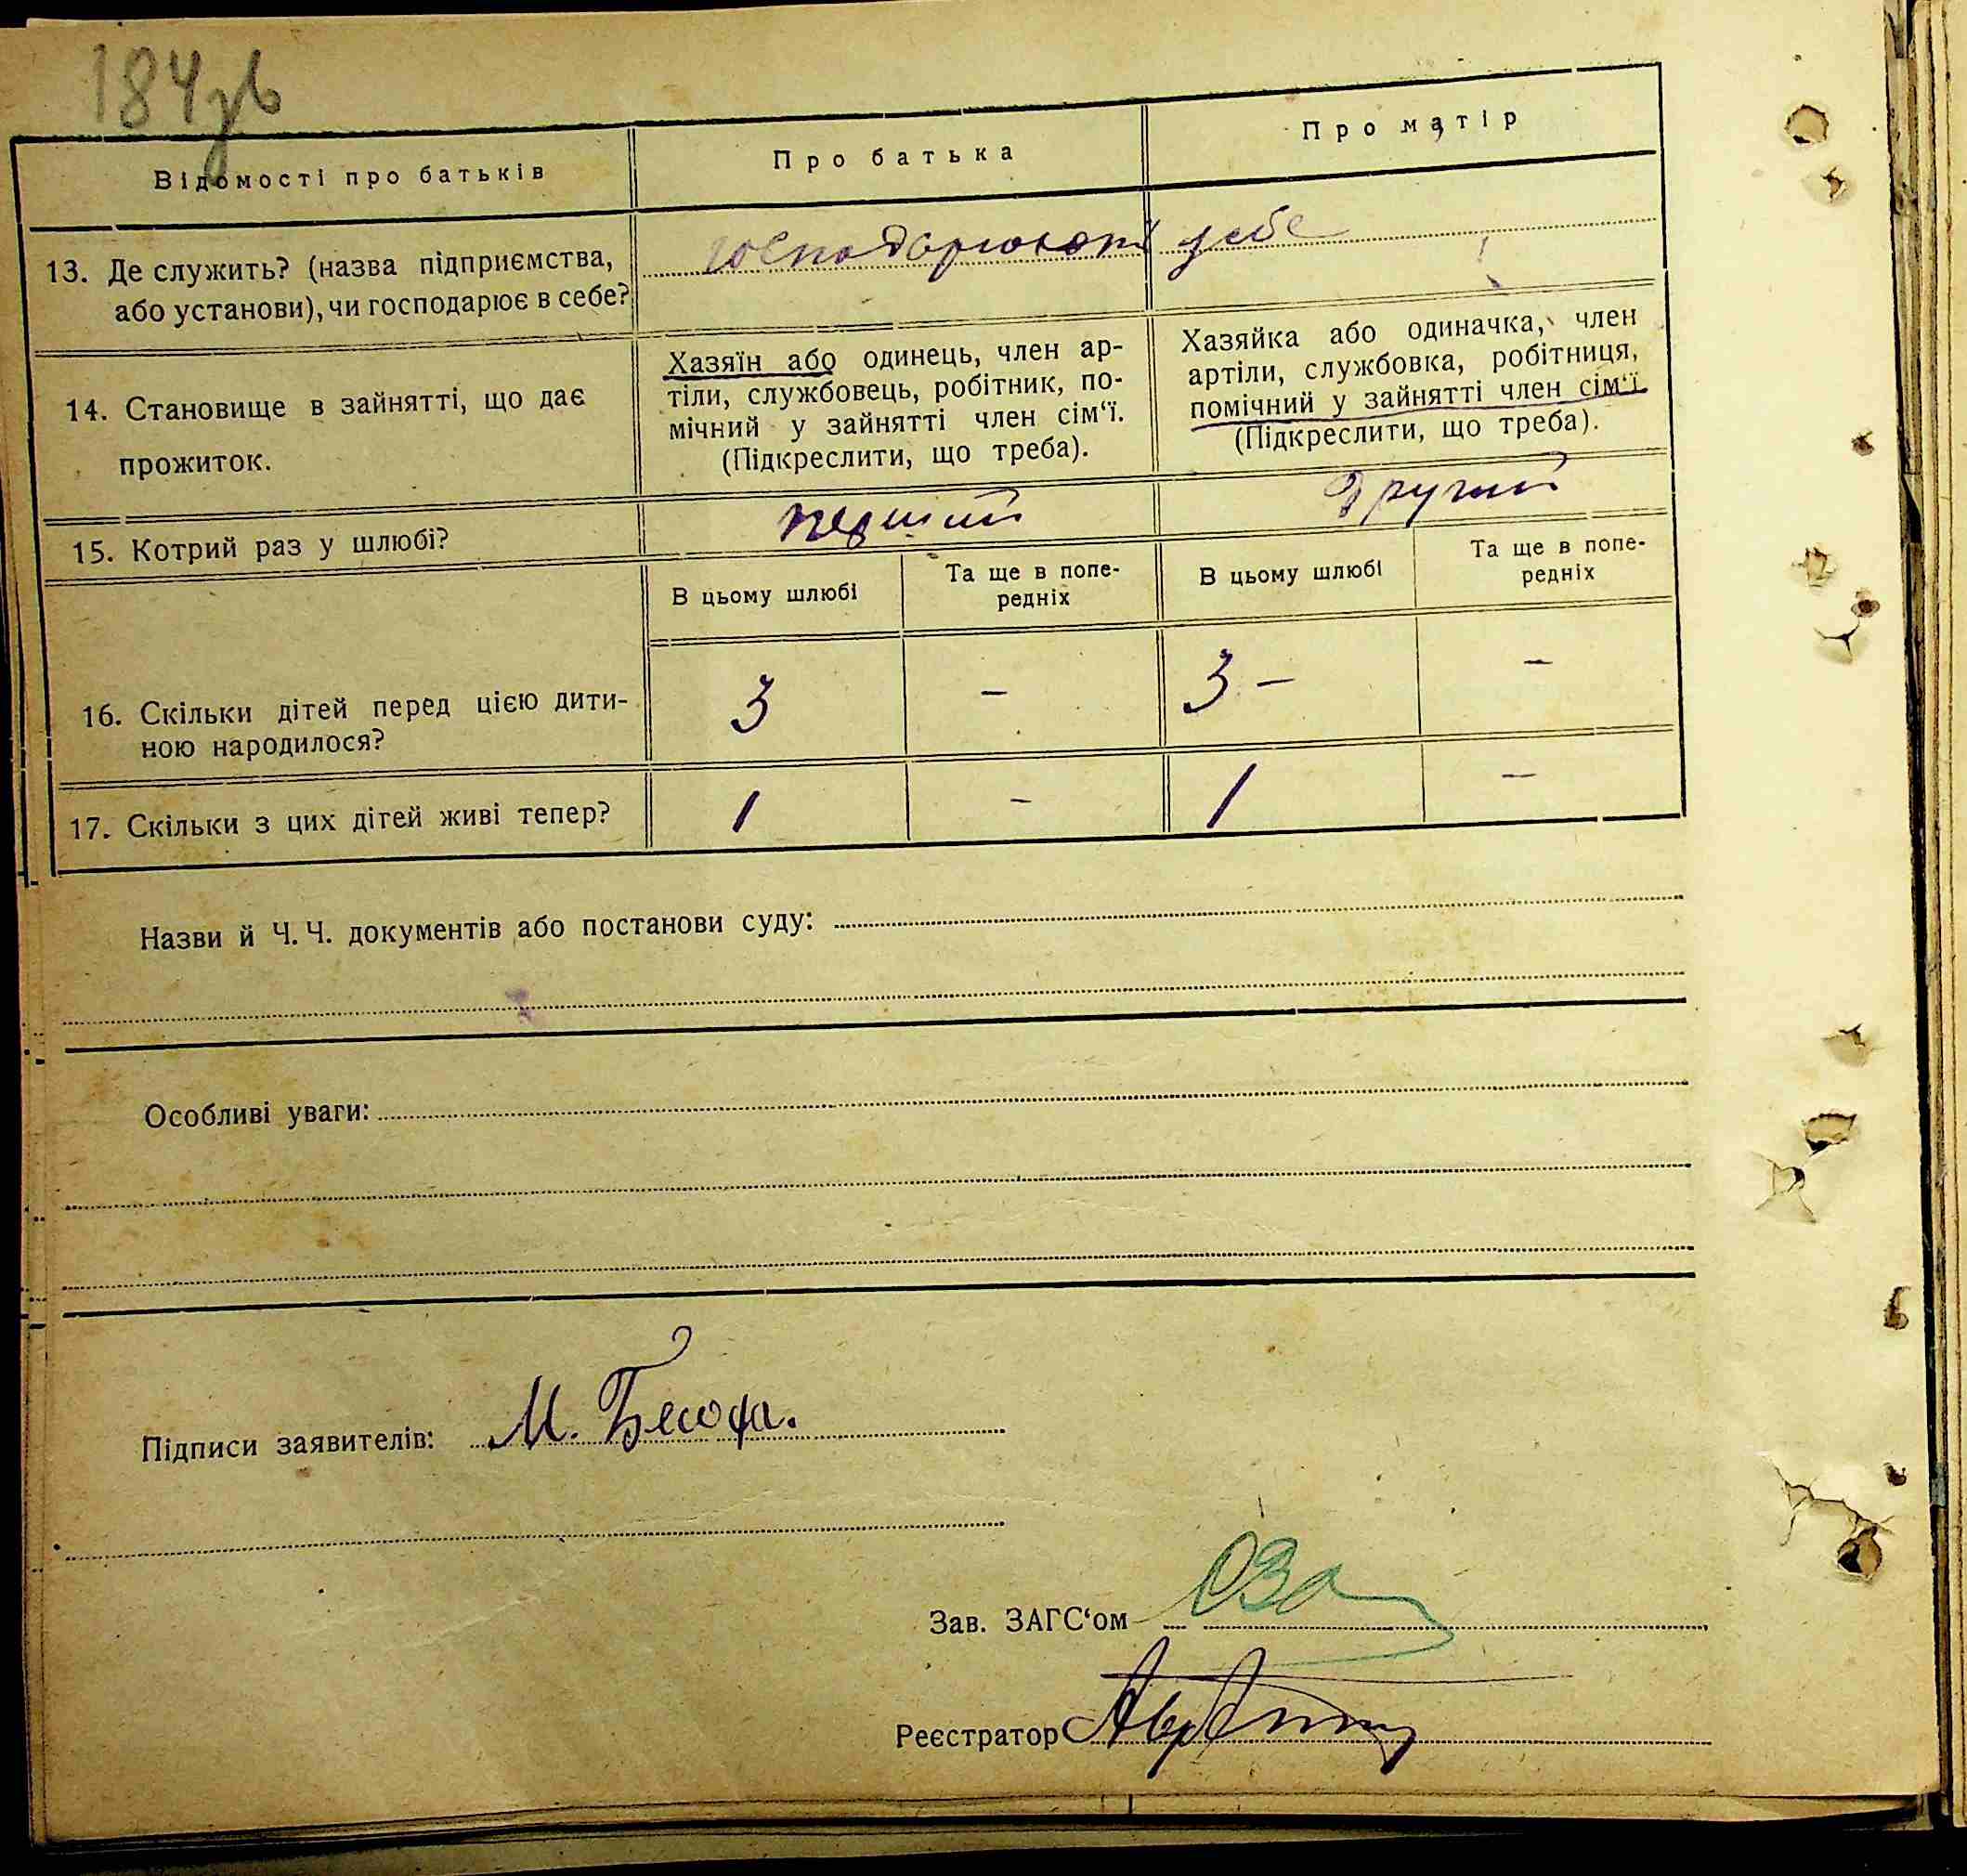 184зв
Відомості про батьків
Про батька
Про матір
13. Де служить? (назва підприємства,
або установи), чи господарює в себе?
господарюють у себе
14. Становище в зайнятті, що дає
прожиток.
Хазяїн або одинець, член ар-
тіли, службовець, робітник, по-
мічний у зайнятті член сім‘ї.
(Підкреслити, що треба).
Хазяйка або одиначка, член
артіли, службовка, робітниця,
помічний у зайнятті член сім‘ї
(Підкреслити, що треба).
15. Котрий раз у шлюбі?
перший
другий
В цьому шлюбі
Та ще в попе-
редніх
В цьому шлюбі
Та ще в попе-
редніх
16. Скільки дітей перед цією дити-
ною народилося?
3 - 3 - -
17. Скільки з цих дітей живі тепер?
1 - 1 -
Назви й Ч. Ч. документів або постанови суду:
Особливі уваги:
Підписи заявителів: М.
Зав. ЗАГС‘ом
Реєстратор